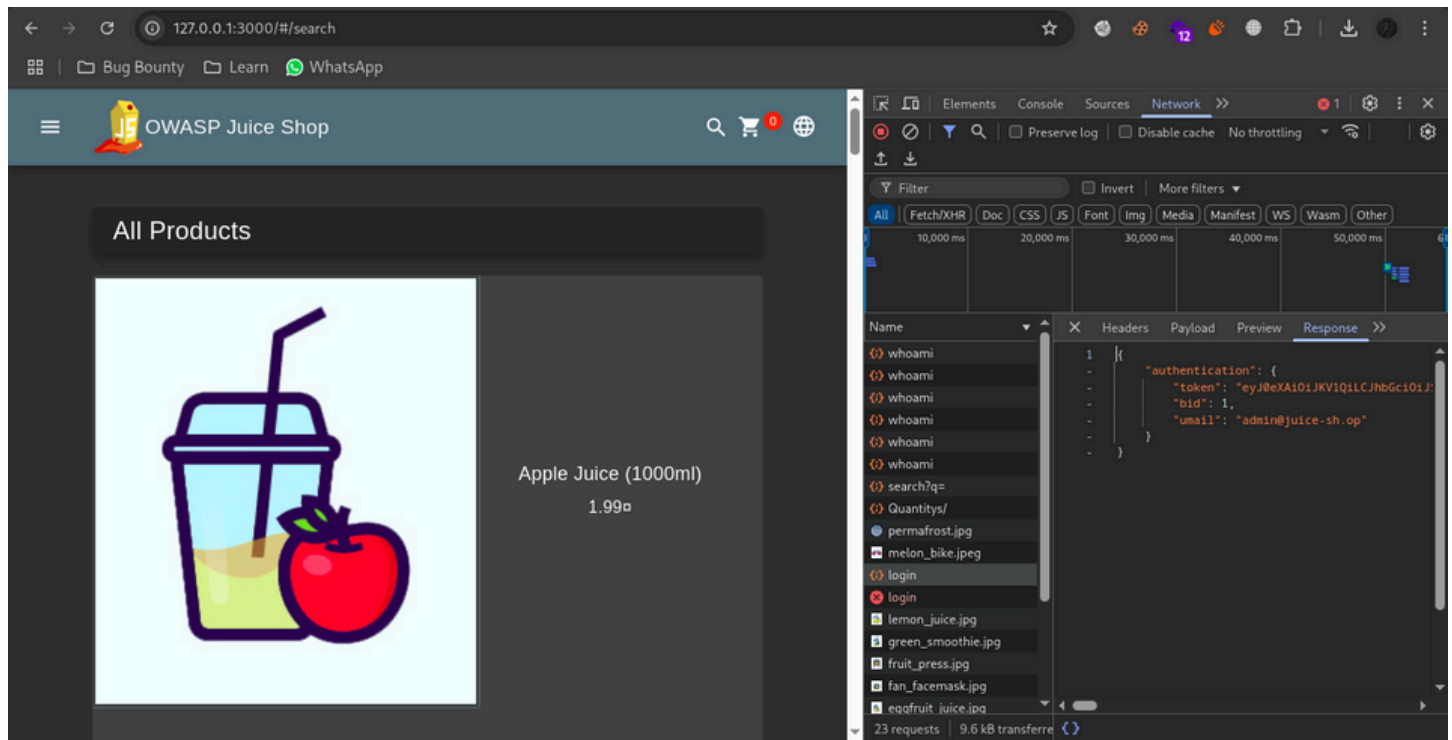 127.0.0.1:3000/#/search
12
Bug Bounty Learn WhatsApp
OWASP Juice Shop
0
All Products
Apple Juice (1000ml)
1.99¤
Elements Console Sources Network 1
Preserve log Disable cache No throttling
Filter Invert More filters
All Fetch/XHR Doc CSS JS Font Img Media Manifest WS Wasm Other
10,000 ms 20,000 ms 30,000 ms 40,000 ms 50,000 ms 6
Name
whoami
whoami
whoami
whoami
whoami
whoami
search?q=
Quantitys/
permafrost.jpg
melon_bike.jpeg
login
login
lemon_juice.jpg
green_smoothie.jpg
fruit_press.jpg
fan_facemask.jpg
eggfruit_juice.jpg
23 requests 9.6 kB transferre
Headers Payload Preview Response
1 {
- "authentication": {
- "token": "eyJ0eXAiOiJKV1QiLCJhbGciOiJS
- "bid": 1,
- "umail": "admin@juice-sh.op"
- }
- }